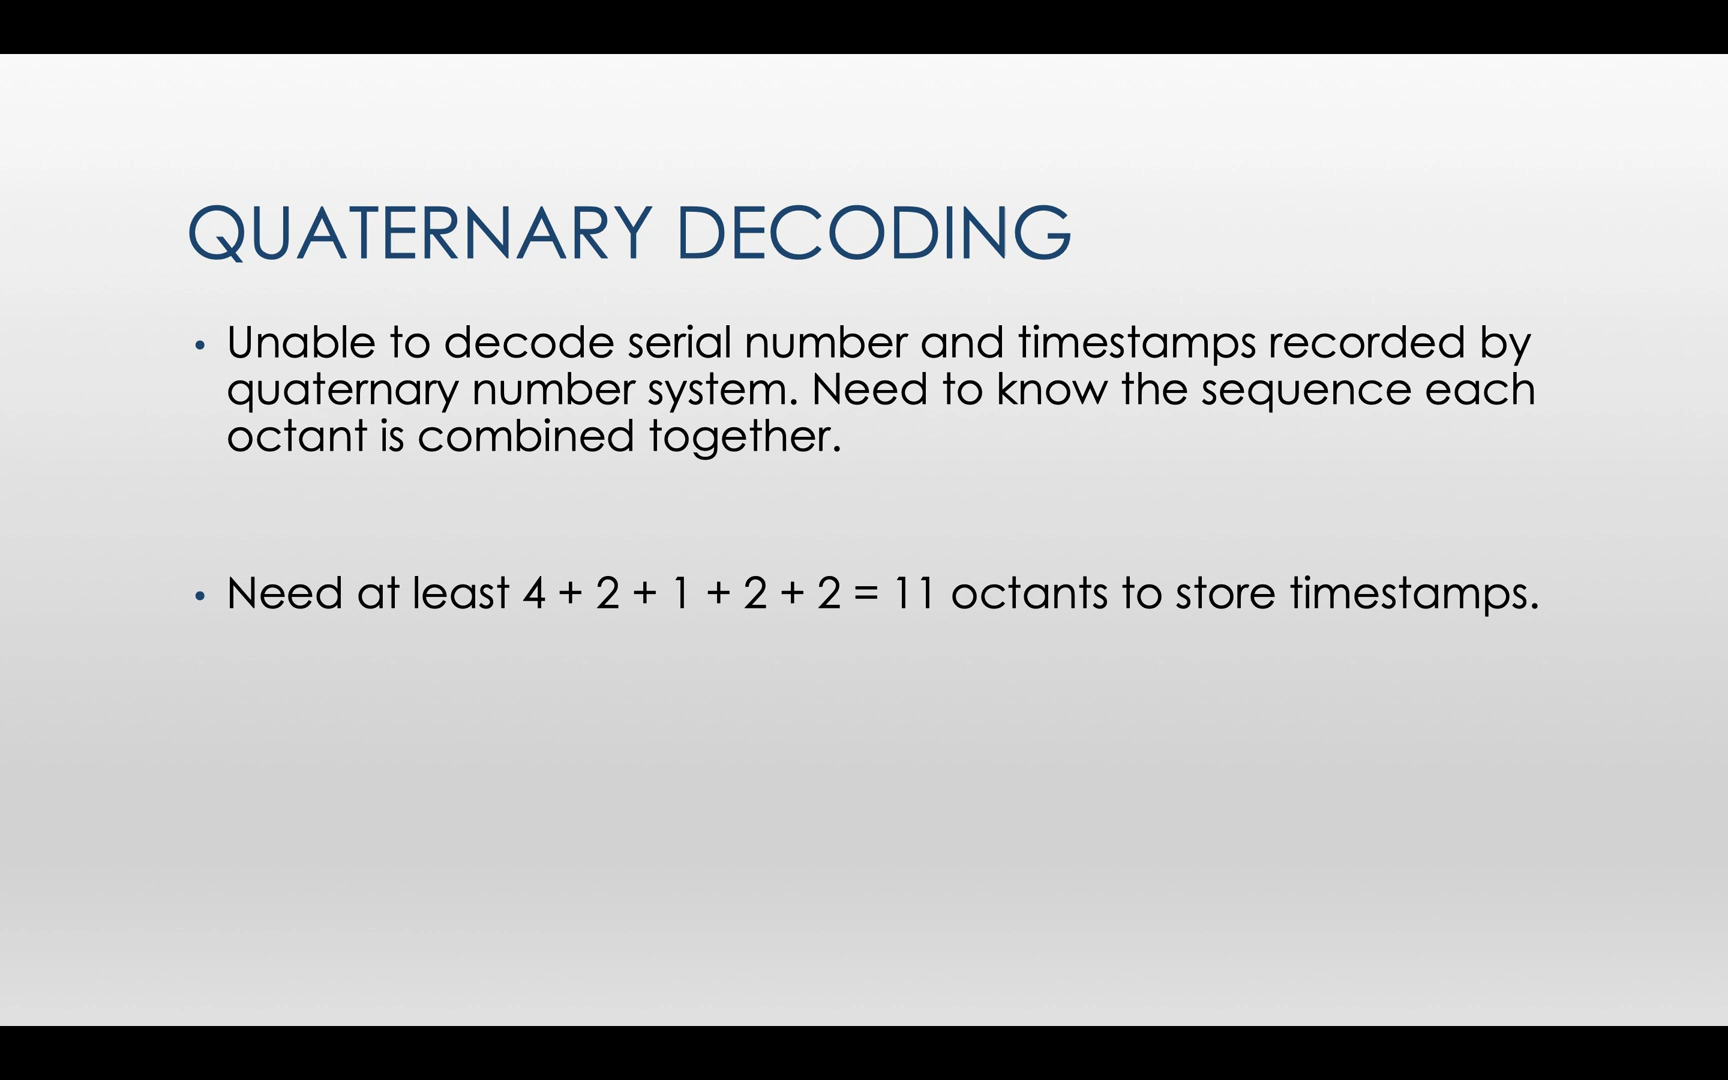 QUATERNARY DECODING
• Unable to decode serial number and timestamps recorded by
quaternary number system. Need to know the sequence each
octant is combined together.
• Need at least 4 + 2 + 1 + 2 + 2 = 11 octants to store timestamps.